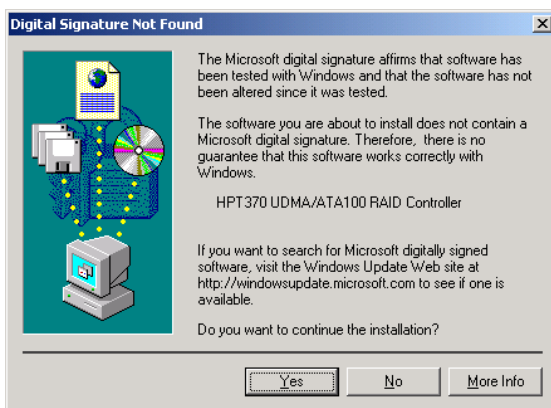 Digital Signature Not Found
The Microsoft digital signature affirms that software has
been tested with Windows and that the software has not
been altered since it was tested.
The software you are about to install does not contain a
Microsoft digital signature. Therefore, there is no
guarantee that this software works correctly with
Windows.
HPT370 UDMA/ATA100 RAID Controller
If you want to search for Microsoft digitally signed
software, visit the Windows Update Web site at
http://windowsupdate.microsoft.com to see if one is
available.
Do you want to continue the installation?
Yes No More Info